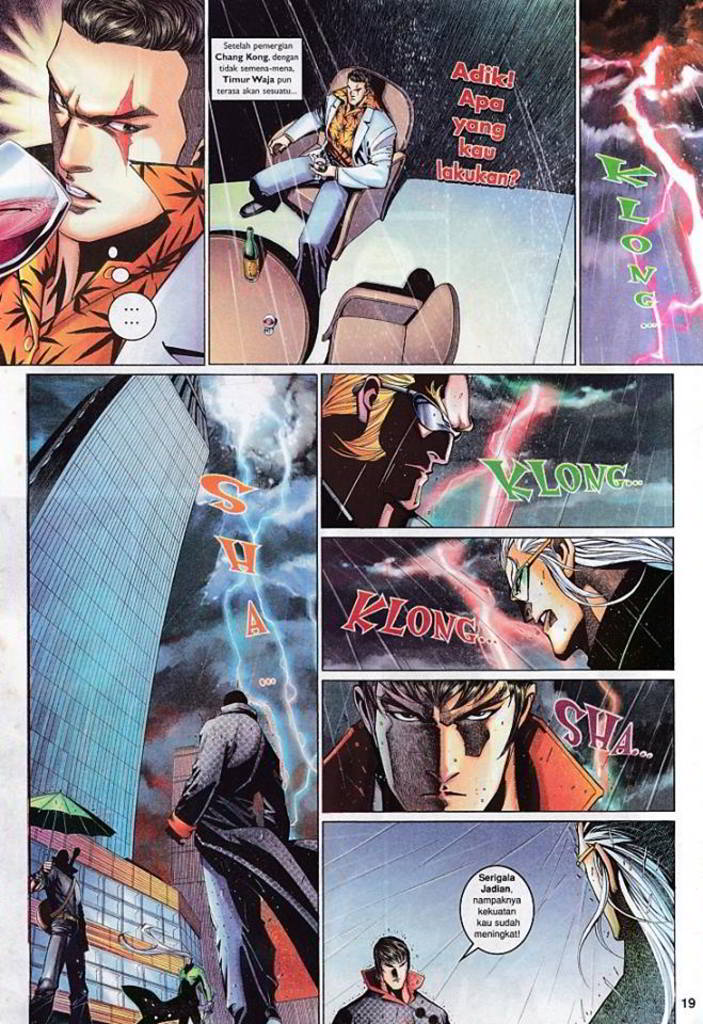 ...
...
Setelah pemergian
Chang Kong, dengan
tidak semena-mena,
Timur Waja pun
terasa akan sesuatu...
Adik!
Apa
yang
kau
lakukan?
KLONG...
SHA...
KLONG...
KLONG...
SHA...
Serigala
Jadian,
nampaknya
kekuatan
kau sudah
meningkat!
19